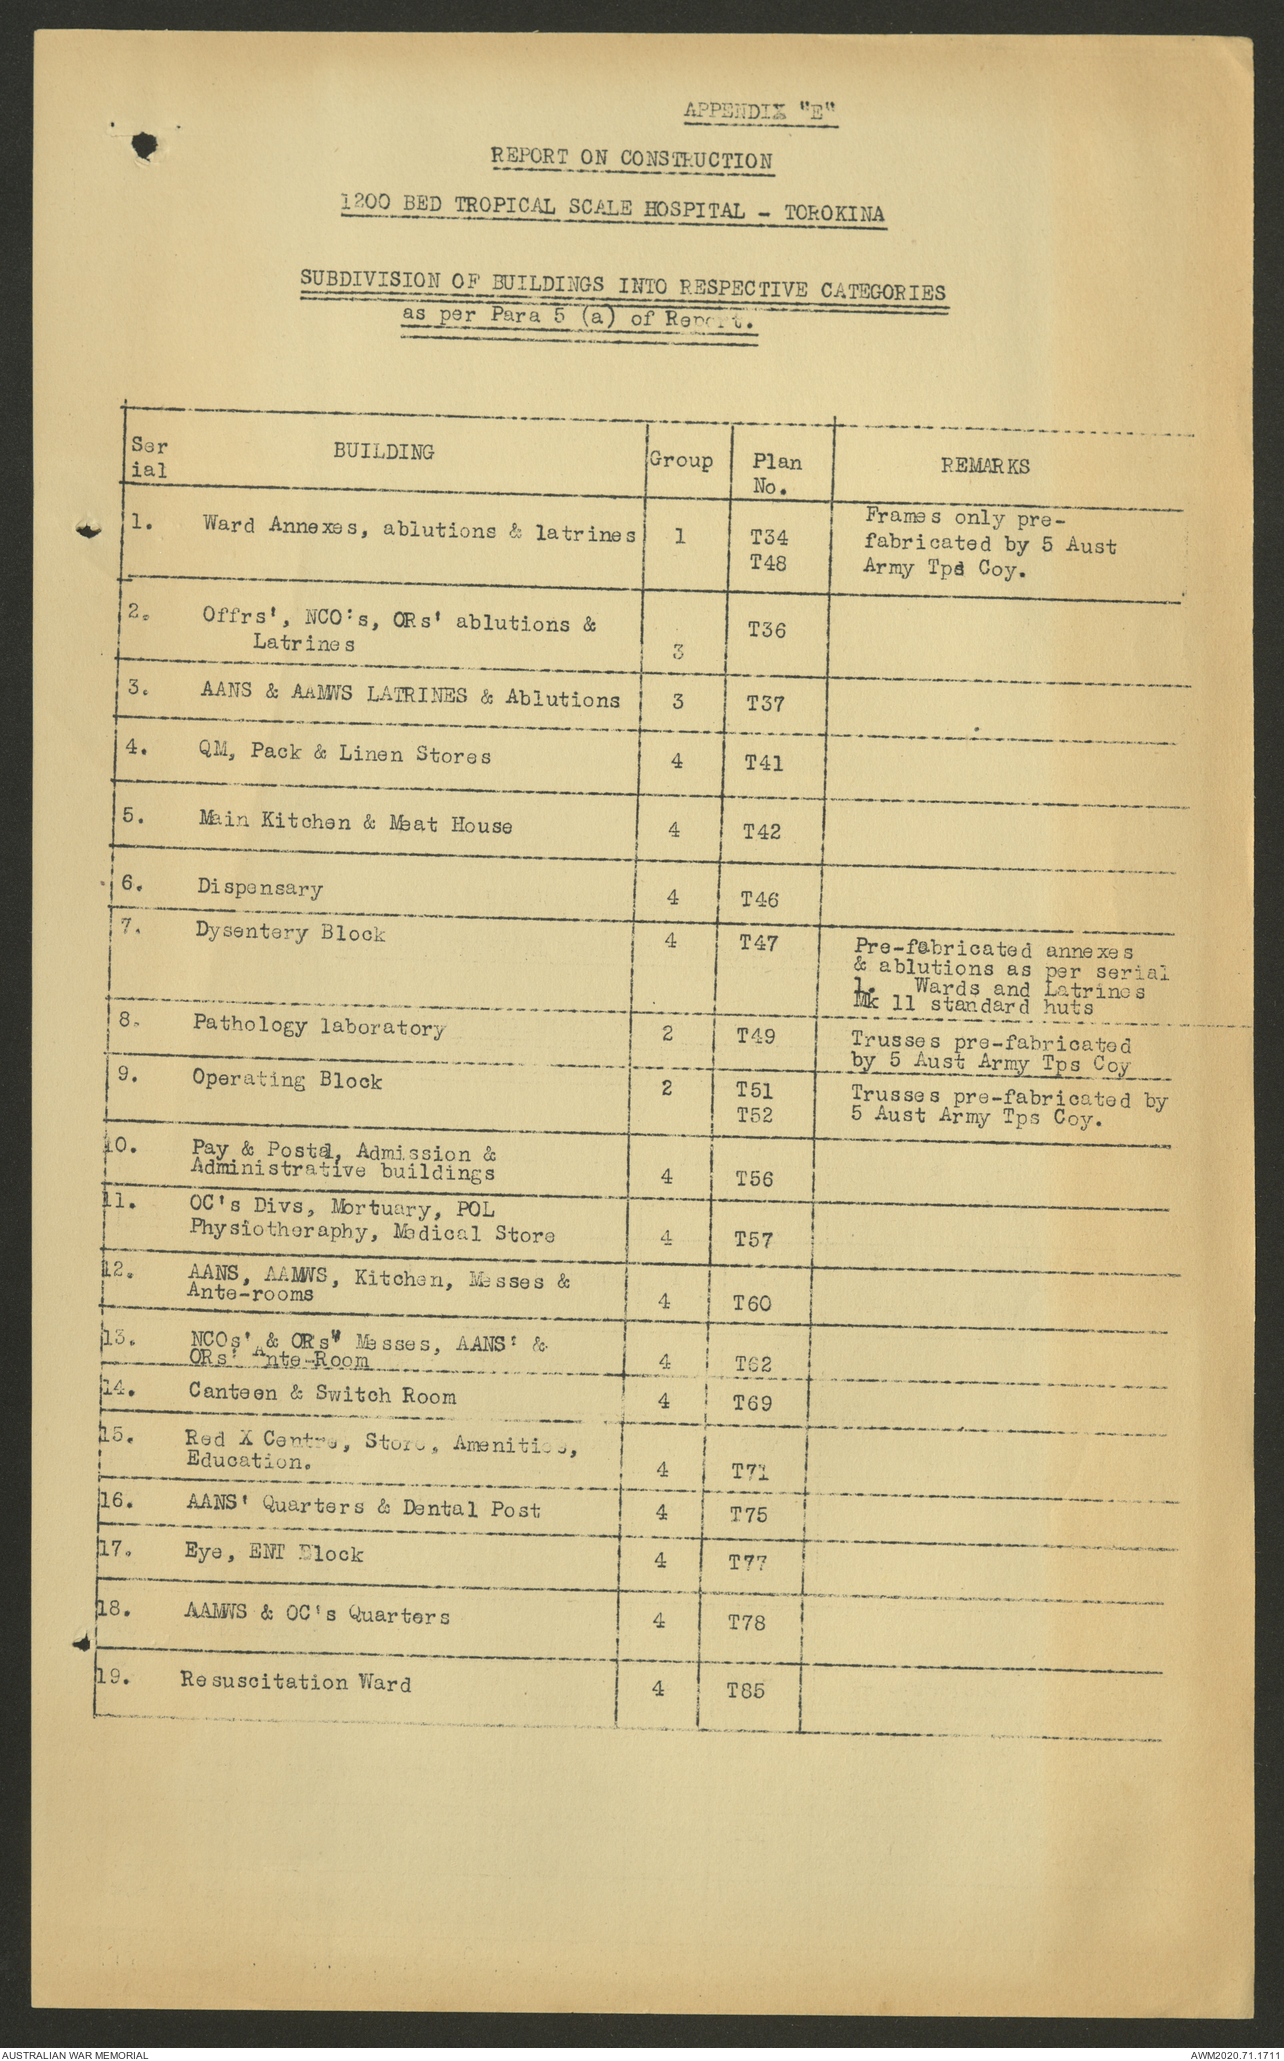 APPENDIX "E"
REPORT ON CONSTRUCTION
1200 BED TROPICAL SCALE HOSPITAL - TOROKINA
SUBDIVISION OF BUILDINGS INTO RESPECTIVE CATEGORIES
as per Para 5 (a) of Report.
Ser ial BUILDING Group Plan No. REMARKS
1. Ward Annexes, ablutions & latrines 1 T34 T48 Frames only pre-
fabricated by 5 Aust
Army Tps Coy.
2. Offrs', NCO's, ORs' ablutions &
Latrines 3 T36
3. AANS & AAMWS LATRINES & Ablutions 3 T37
4. QM, Pack & Linen Stores 4 T41
5. Main Kitchen & Meat House 4 T42
6. Dispensary 4 T46
7. Dysentery Block 4 T47 Pre-fabricated annexes
& ablutions as per serial
1. Wards and Latrines
Mk 11 standard huts
8. Pathology laboratory 2 T49 Trusses pre-fabricated
by 5 Aust Army Tps Coy
9. Operating Block 2 T51 T52 Trusses pre-fabricated by
5 Aust Army Tps Coy.
10. Pay & Postal, Admission &
Administrative buildings 4 T56
11. OC's Divs, Mortuary, POL
Physiotheraphy, Medical Store 4 T57
12. AANS, AAMWS, Kitchen, Messes &
Ante-rooms 4 T60
13. NCOs' & ORs" Messes, AANS' &
ORs' Ante-Room 4 T62
14. Canteen & Switch Room 4 T69
15. Red X Centre, Store, Amenities,
Education. 4 T71
16. AANS' Quarters & Dental Post 4 T75
17. Eye, ENT Block 4 T77
18. AAMWS & OC's Quarters 4 T78
19. Resuscitation Ward 4 T85
AUSTRALIAN WAR MEMORIAL AWM2020.71.1711